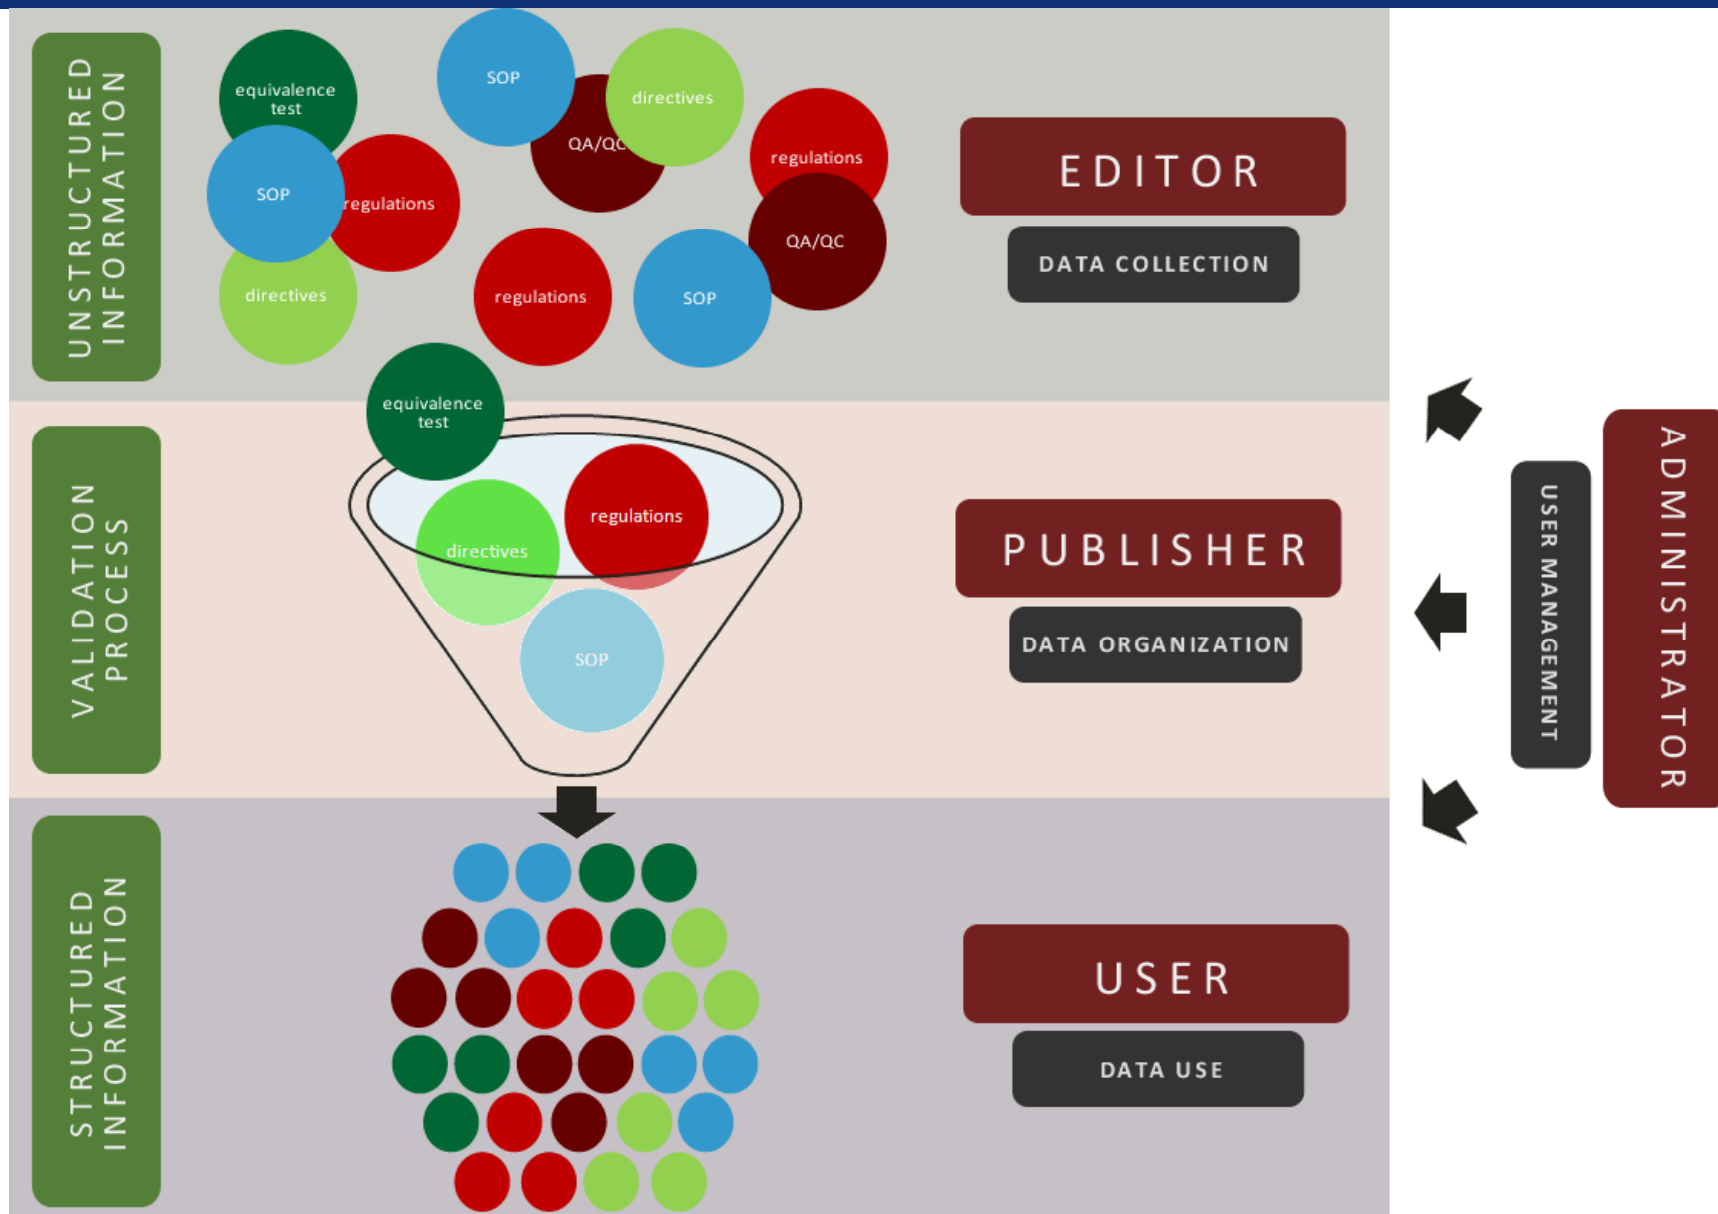 UNSTRUCTURED
INFORMATION
equivalence
test
SOP
directives
QA/QC
regulations
SOP
regulations
QA/QC
directives
regulations
SOP
EDITOR
DATA COLLECTION
VALIDATION
PROCESS
equivalence
test
regulations
directives
SOP
PUBLISHER
DATA ORGANIZATION
STRUCTURED
INFORMATION
USER
DATA USE
USER MANAGEMENT
ADMINISTRATOR